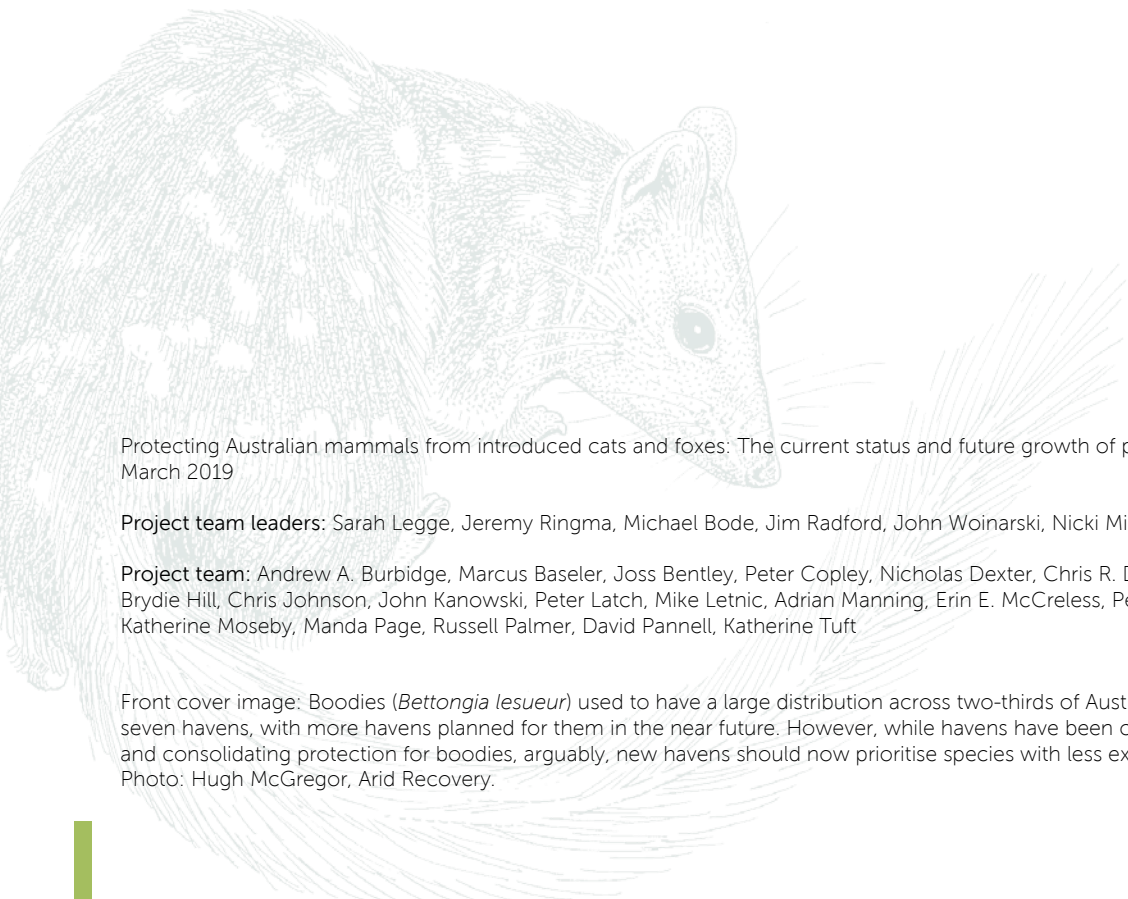 Protecting Australian mammals from introduced cats and foxes: The current status and future growth of
March 2019
Project team leaders: Sarah Legge, Jeremy Ringma, Michael Bode, Jim Radford, John Woinarski, Nicki
Project team: Andrew A. Burbidge, Marcus Baseler, Joss Bentley, Peter Copley, Nicholas Dexter, Chris R.
Brydie Hill, Chris Johnson, John Kanowski, Peter Latch, Mike Letnic, Adrian Manning, Erin E. McCreless,
Katherine Moseby, Manda Page, Russell Palmer, David Pannell, Katherine Tuft
Front cover image: Boodies (Bettongia lesueur) used to have a large distribution across two-thirds of
seven havens, with more havens planned for them in the near future. However, while havens have been
and consolidating protection for boodies, arguably, new havens should now prioritise species with less
Photo: Hugh McGregor, Arid Recovery.